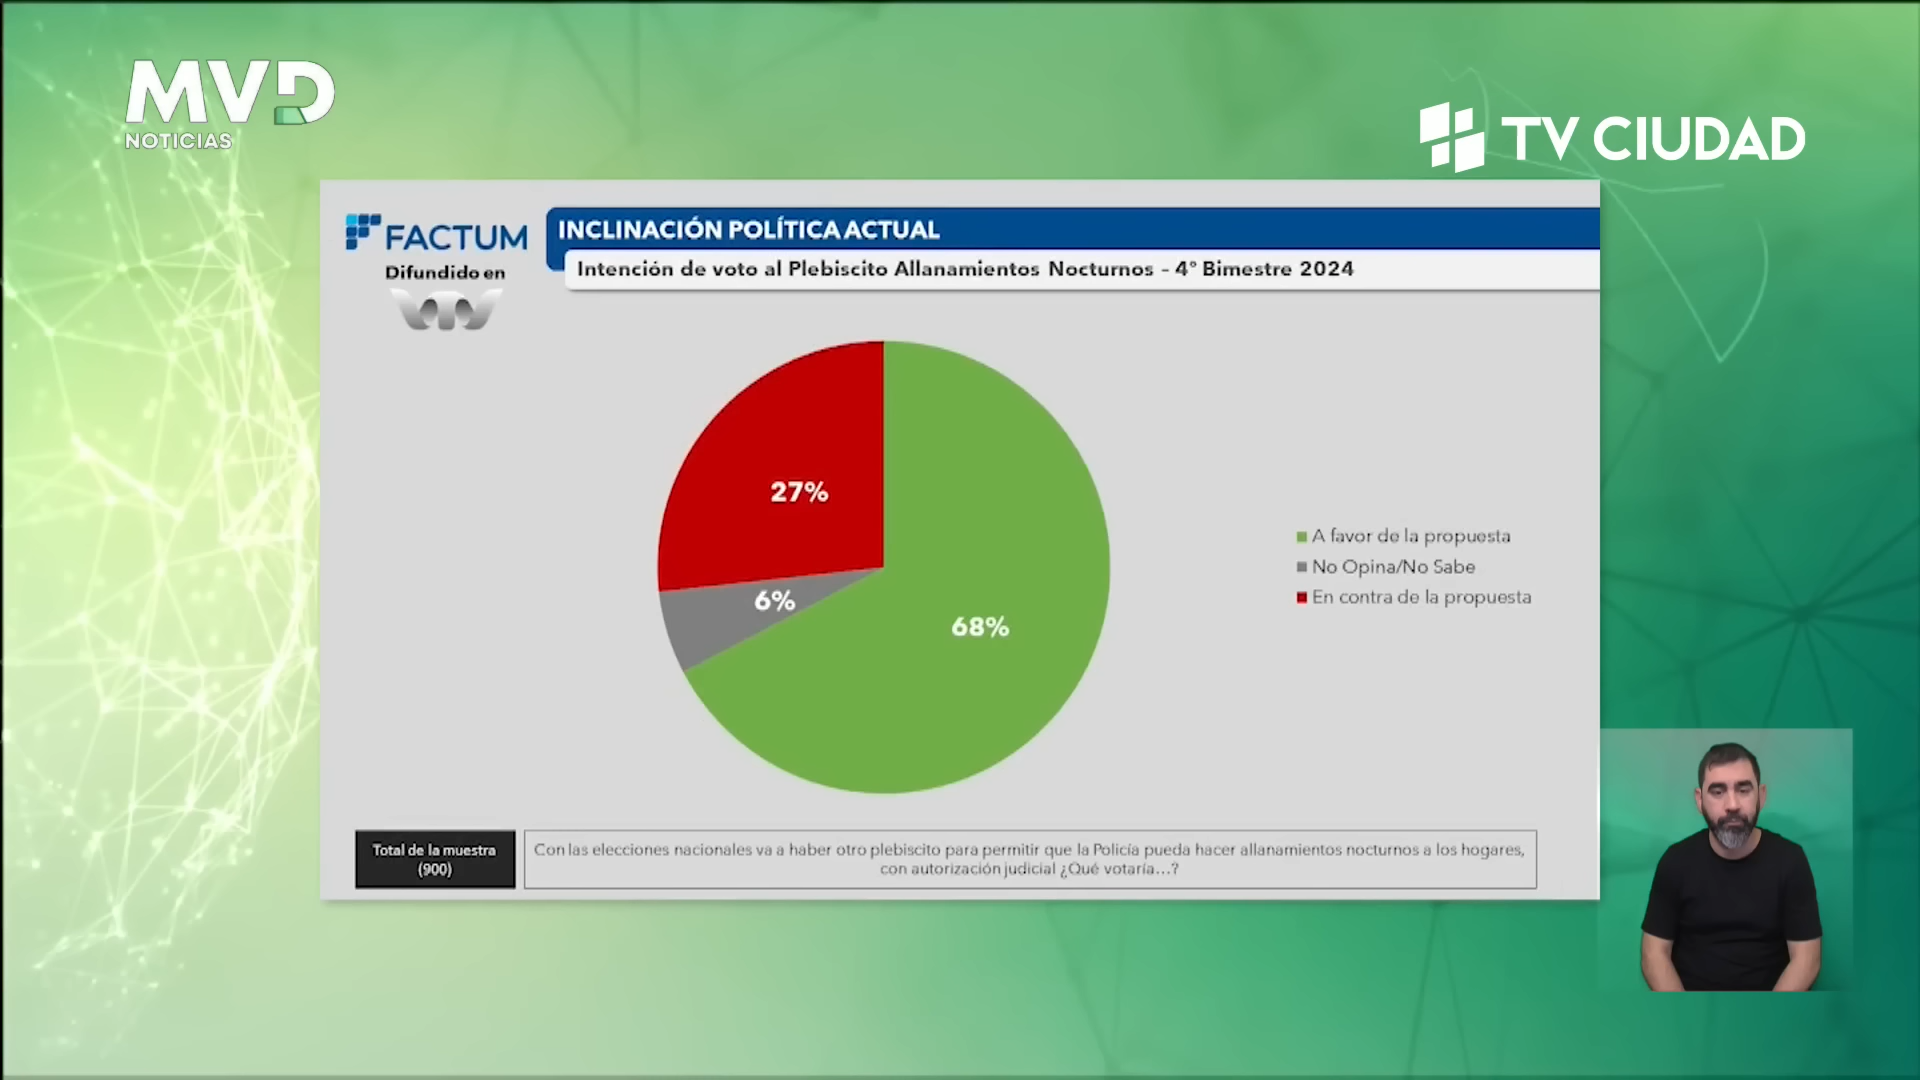 MVD
NOTICIAS
TV CIUDAD
FACTUM
Difundido en
INCLINACIÓN POLÍTICA ACTUAL
Intención de voto al Plebiscito Allanamientos Nocturnos - 4º Bimestre 2024
27%
6%
68%
A favor de la propuesta
No Opina/No Sabe
En contra de la propuesta
Total de la muestra
(900)
Con las elecciones nacionales va a haber otro plebiscito para permitir que la Policía pueda hacer allanamientos nocturnos a los hogares,
con autorización judicial ¿Qué votaría...?